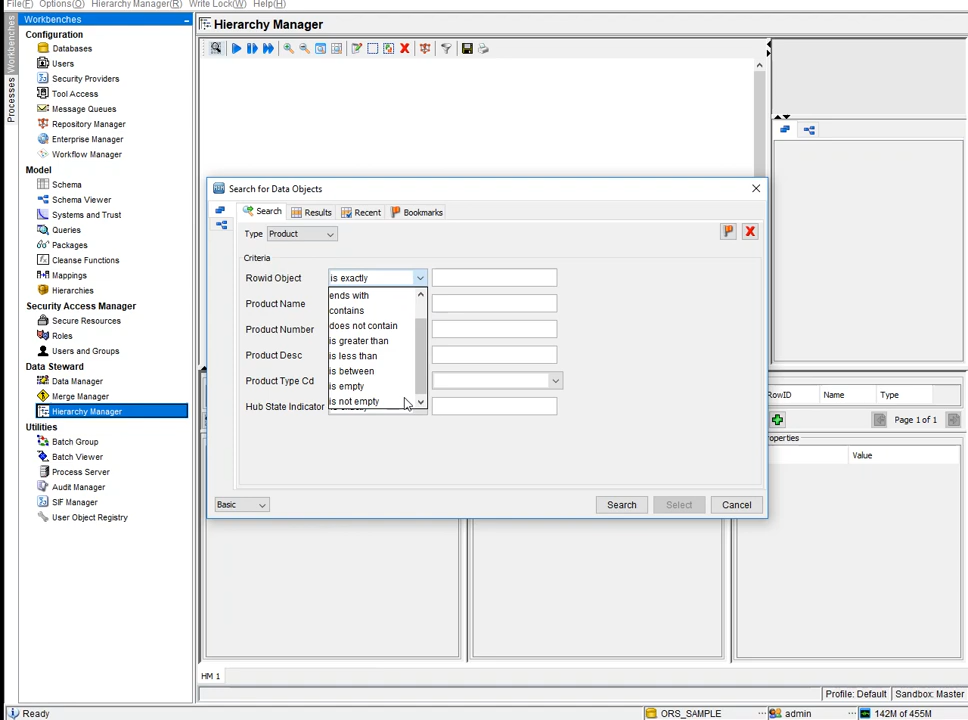 File(F) Options(O) Hierarchy Manager(R) Write Lock(W) Help(H)
Workbenches
Processes
Workbenches
Configuration
Databases
Users
Security Providers
Tool Access
Message Queues
Repository Manager
Enterprise Manager
Workflow Manager
Model
Schema
Schema Viewer
Systems and Trust
Queries
Packages
Cleanse Functions
Mappings
Hierarchies
Security Access Manager
Secure Resources
Roles
Users and Groups
Data Steward
Data Manager
Merge Manager
Hierarchy Manager
Utilities
Batch Group
Batch Viewer
Process Server
Audit Manager
SIF Manager
User Object Registry
Hierarchy Manager
Search for Data Objects
Search Results Recent Bookmarks
Type Product
Criteria
Rowid Object is exactly
Product Name
Product Number
Product Desc
Product Type Cd
Hub State Indicator
ends with
contains
does not contain
is greater than
is less than
is between
is empty
is not empty
Basic Search Select Cancel
RowID Name Type
Page 1 of 1
operties
Value
HM 1
Profile: Default Sandbox: Master
Ready ORS_SAMPLE ... admin ... 142M of 455M